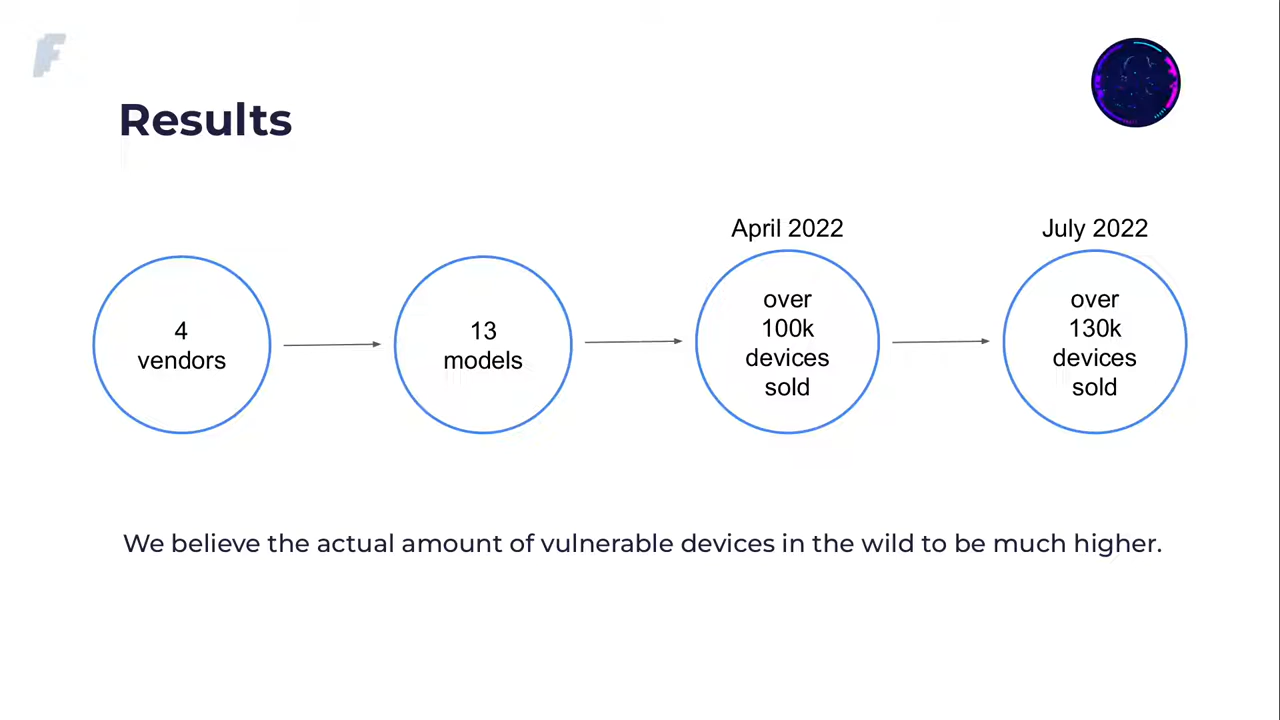 F
Results
4
vendors
13
models
April 2022
over
100k
devices
sold
July 2022
over
130k
devices
sold
We believe the actual amount of vulnerable devices in the wild to be much higher.